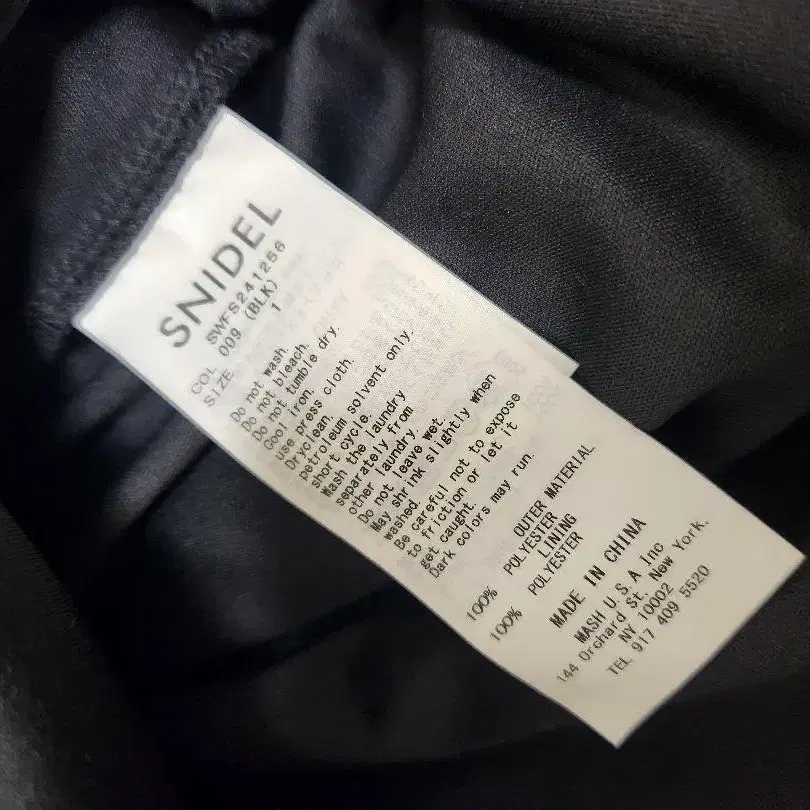 SNIDEL
SWFS241256
COL 009 (BLK)
SIZE 1
Do not wash.
Do not bleach.
Do not tumble dry.
Cool iron.
use press cloth.
Dryclean.
petroleum solvent only.
short cycle.
Wash the laundry
separately from
other laundry.
Do not leave wet.
May shrink slightly when
washed.
Be careful not to expose
to friction or let it
get caught.
Dark colors may run.
OUTER MATERIAL
100% POLYESTER
LINING
100% POLYESTER
MADE IN CHINA
MASH U.S.A Inc
144 Orchard St. New York.
NY 10002
TEL 917 409 5520